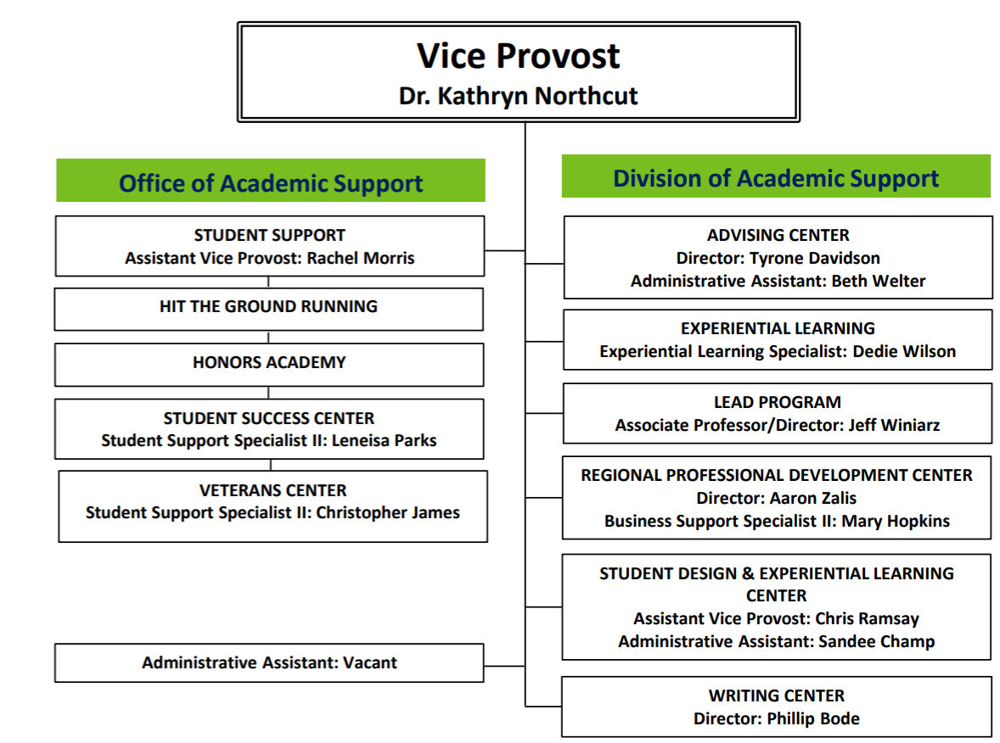 Vice Provost
Dr. Kathryn Northcut
Office of Academic Support
STUDENT SUPPORT
Assistant Vice Provost: Rachel Morris
HIT THE GROUND RUNNING
HONORS ACADEMY
STUDENT SUCCESS CENTER
Student Support Specialist II: Leneisa Parks
VETERANS CENTER
Student Support Specialist II: Christopher James
Administrative Assistant: Vacant
Division of Academic Support
ADVISING CENTER
Director: Tyrone Davidson
Administrative Assistant: Beth Welter
EXPERIENTIAL LEARNING
Experiential Learning Specialist: Dedie Wilson
LEAD PROGRAM
Associate Professor/Director: Jeff Winiarz
REGIONAL PROFESSIONAL DEVELOPMENT CENTER
Director: Aaron Zalis
Business Support Specialist II: Mary Hopkins
STUDENT DESIGN & EXPERIENTIAL LEARNING
CENTER
Assistant Vice Provost: Chris Ramsay
Administrative Assistant: Sandee Champ
WRITING CENTER
Director: Phillip Bode